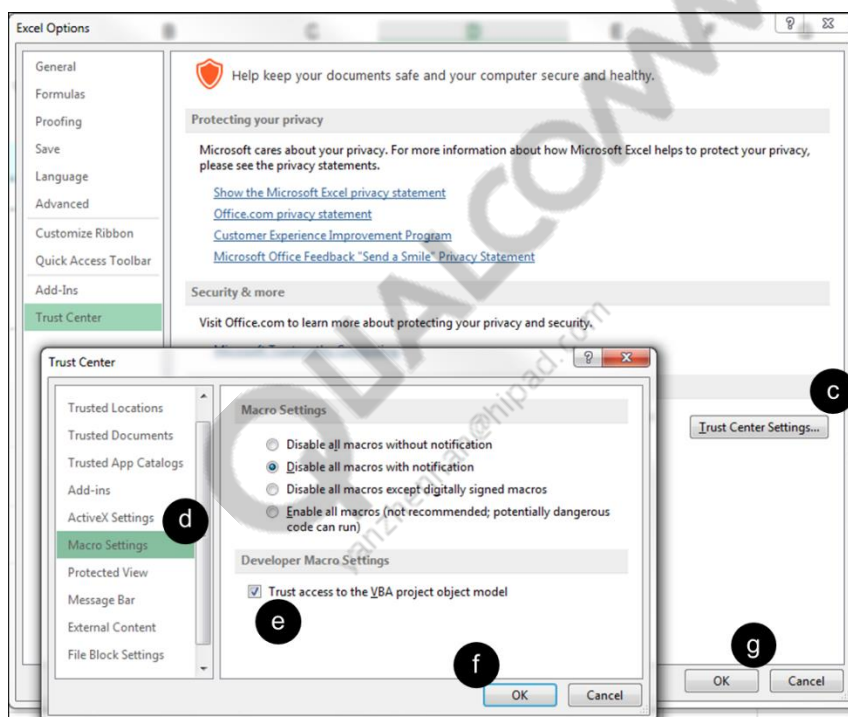 Excel Options
B C D E F G
General
Formulas
Proofing
Save
Language
Advanced
Customize Ribbon
Quick Access Toolbar
Add-Ins
Trust Center
Help keep your documents safe and your computer secure and healthy.
Protecting your privacy
Microsoft cares about your privacy. For more information about how Microsoft Excel helps to protect your privacy,
please see the privacy statements.
Show the Microsoft Excel privacy statement
Office.com privacy statement
Customer Experience Improvement Program
Microsoft Office Feedback "Send a Smile" Privacy Statement
Security & more
Visit Office.com to learn more about protecting your privacy and security.
c
Trust Center Settings...
Trust Center
Trusted Locations
Trusted Documents
Trusted App Catalogs
Add-ins
ActiveX Settings
d
Macro Settings
Protected View
Message Bar
External Content
File Block Settings
Macro Settings
Disable all macros without notification
Disable all macros with notification
Disable all macros except digitally signed macros
Enable all macros (not recommended; potentially dangerous
code can run)
Developer Macro Settings
Trust access to the VBA project object model
e
f
OK Cancel
g
OK Cancel
QUALCOMM